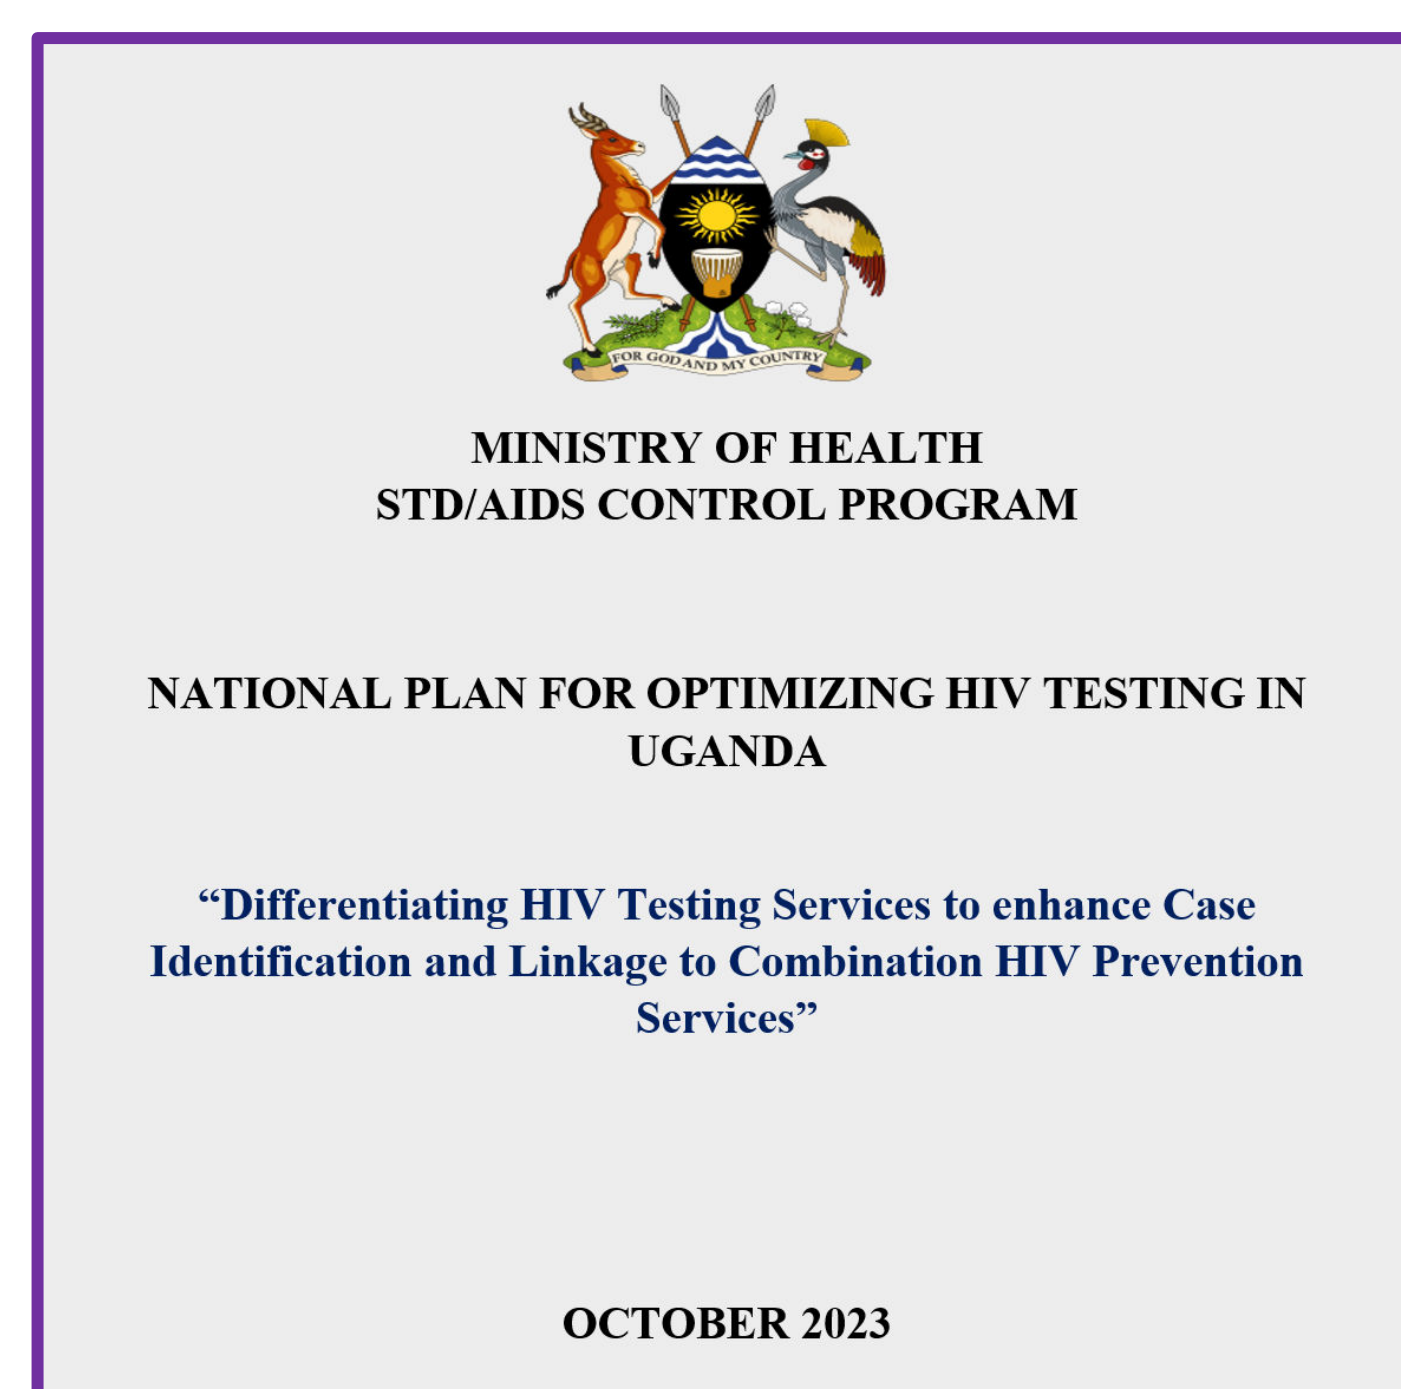 FOR GOD AND MY COUNTRY
MINISTRY OF HEALTH
STD/AIDS CONTROL PROGRAM
NATIONAL PLAN FOR OPTIMIZING HIV TESTING IN
UGANDA
“Differentiating HIV Testing Services to enhance Case
Identification and Linkage to Combination HIV Prevention
Services”
OCTOBER 2023